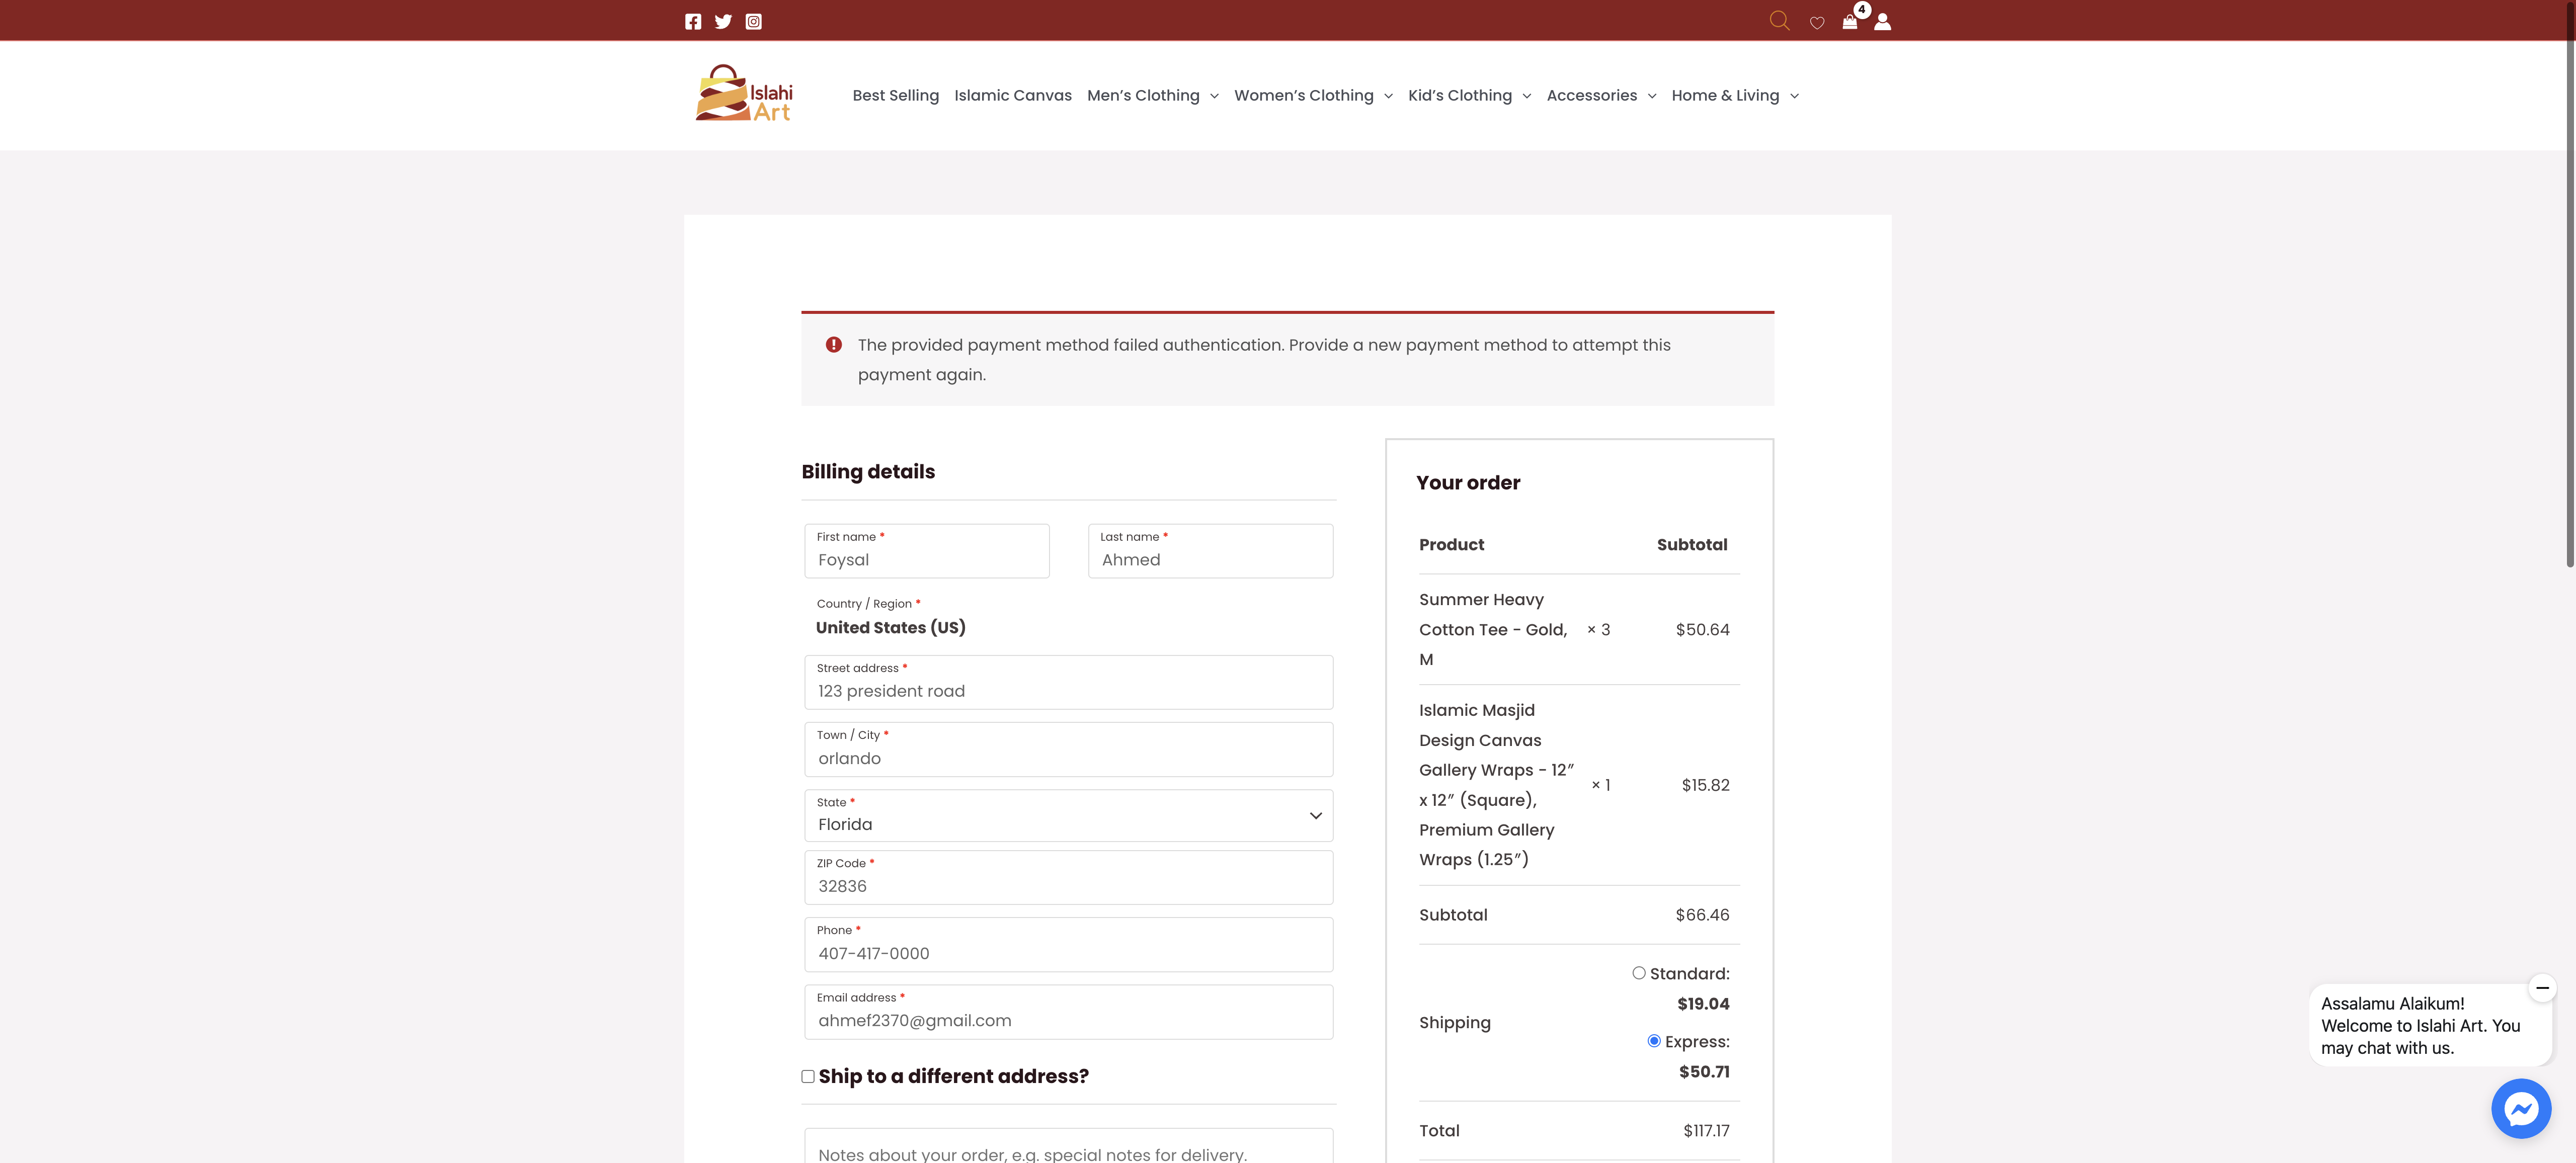 4
Islahi
Art
Best Selling
Islamic Canvas
Men's Clothing
Women's Clothing
Kid's Clothing
Accessories
Home & Living
The provided payment method failed authentication. Provide a new payment method to attempt this
payment again.
Billing details
First name *
Foysal
Last name *
Ahmed
Country / Region *
United States (US)
Street address *
123 president road
Town / City *
orlando
State *
Florida
ZIP Code *
32836
Phone *
407-417-0000
Email address *
ahmef2370@gmail.com
Ship to a different address?
Notes about your order, e.g. special notes for delivery.
Your order
Product Subtotal
Summer Heavy
Cotton Tee - Gold, × 3 $50.64
M
Islamic Masjid
Design Canvas
Gallery Wraps - 12″
× 1 $15.82
x 12″ (Square),
Premium Gallery
Wraps (1.25″)
Subtotal $66.46
Shipping
Standard:
$19.04
Express:
$50.71
Total $117.17
Assalamu Alaikum!
Welcome to Islahi Art. You
may chat with us.